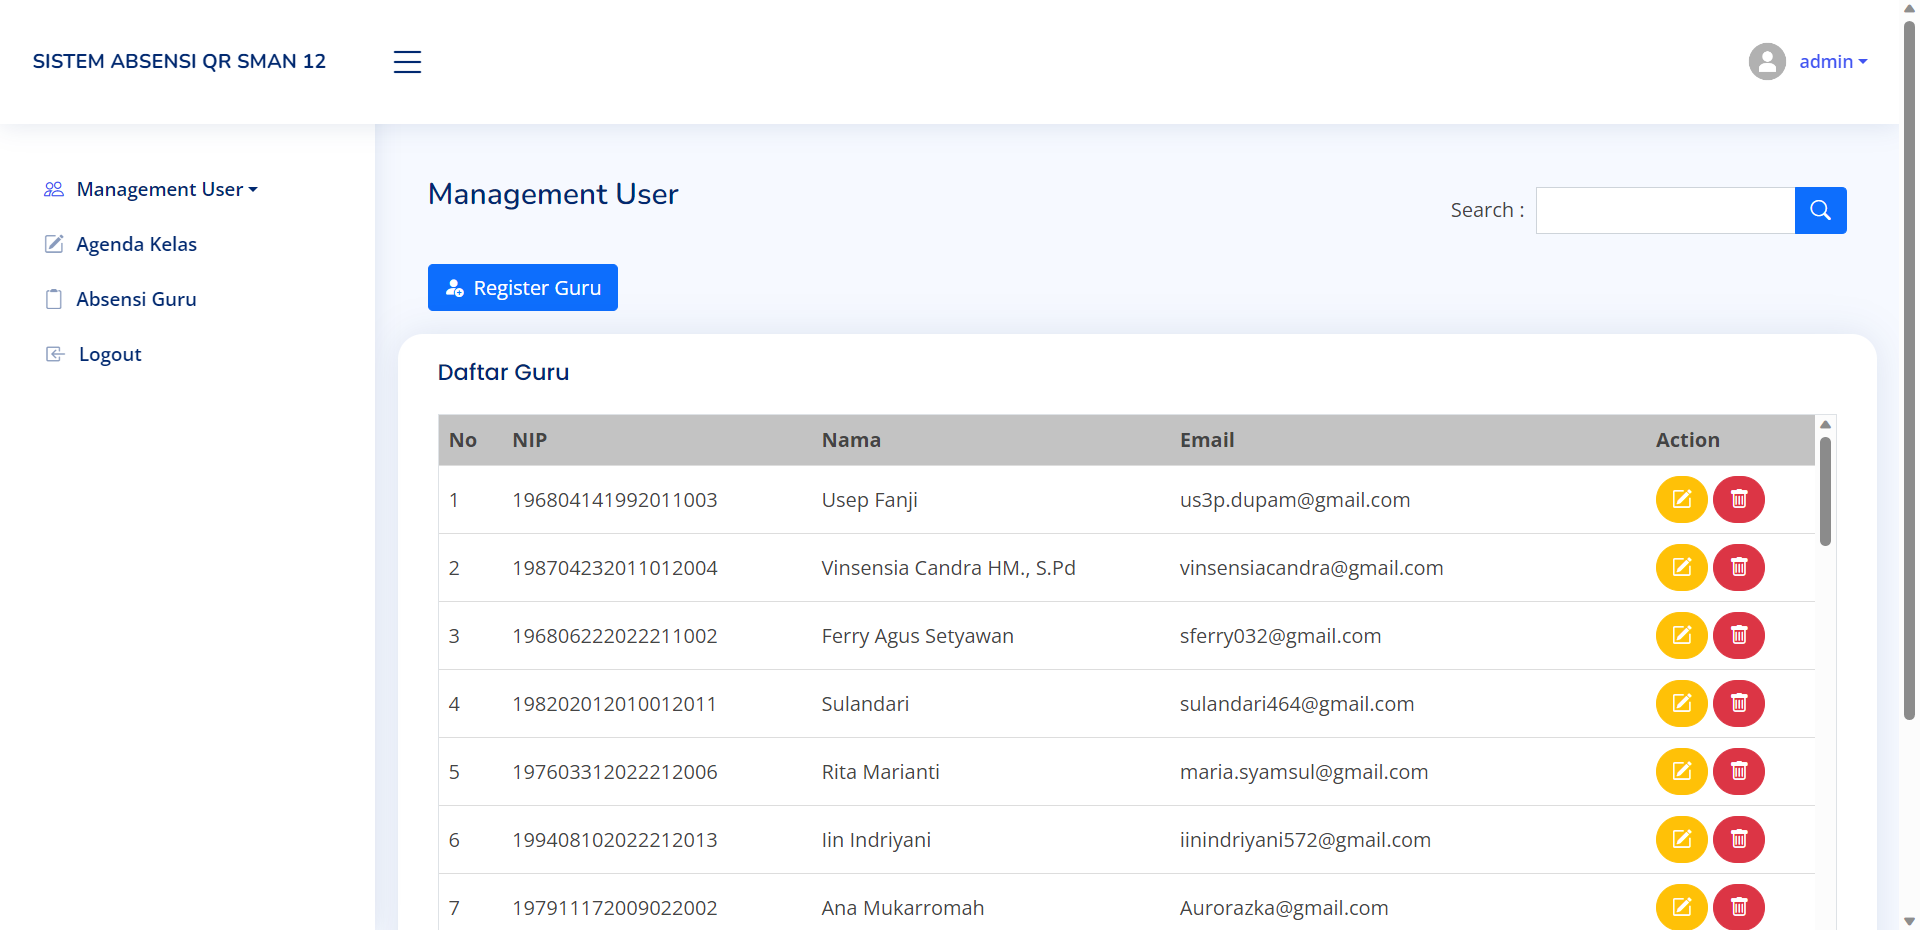 SISTEM ABSENSI QR SMAN 12
admin
Management User
Agenda Kelas
Absensi Guru
Logout
Management User
Search :
Register Guru
Daftar Guru
No NIP Nama Email Action
1 196804141992011003 Usep Fanji us3p.dupam@gmail.com
2 198704232011012004 Vinsensia Candra HM., S.Pd vinsensiacandra@gmail.com
3 196806222022211002 Ferry Agus Setyawan sferry032@gmail.com
4 198202012010012011 Sulandari sulandari464@gmail.com
5 197603312022212006 Rita Marianti maria.syamsul@gmail.com
6 199408102022212013 Iin Indriyani iinindriyani572@gmail.com
7 197911172009022002 Ana Mukarromah Aurorazka@gmail.com